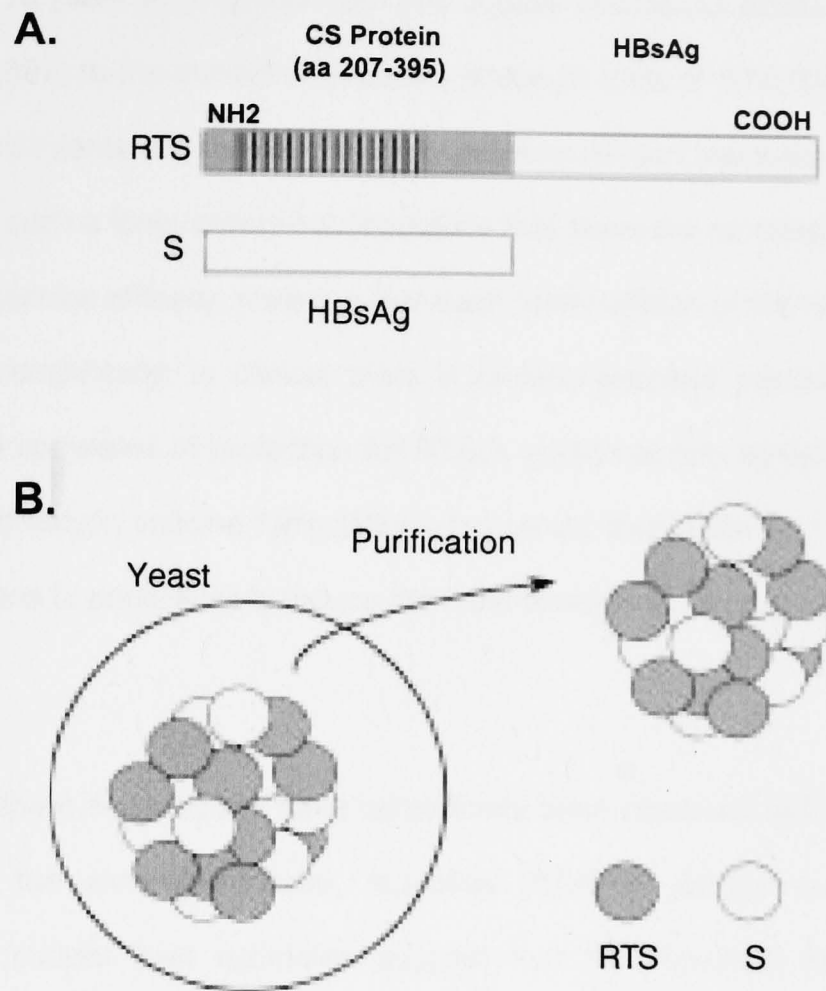 A.
CS Protein
(aa 207-395)
HBsAg
NH2
COOH
RTS
S
HBsAg
B.
Purification
Yeast
RTS
S